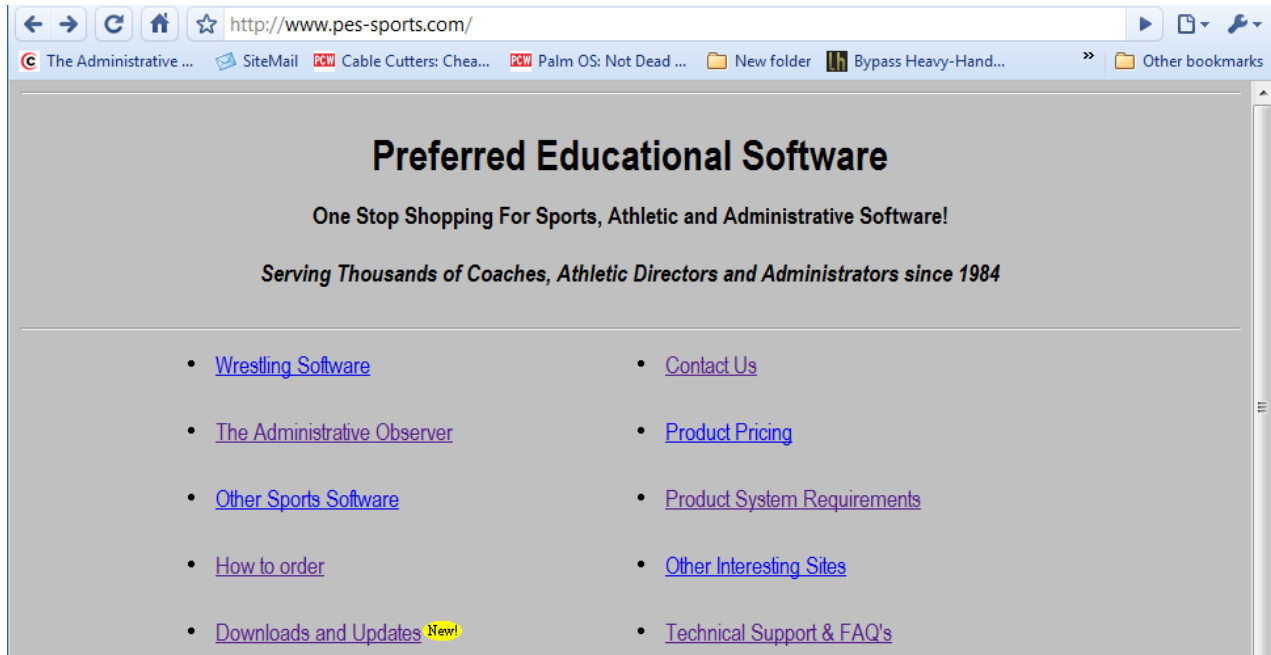 http://www.pes-sports.com/
The Administrative ... SiteMail PCW Cable Cutters: Chea... PCW Palm OS: Not Dead ... New folder lh Bypass Heavy-Hand... » Other bookmarks
Preferred Educational Software
One Stop Shopping For Sports, Athletic and Administrative Software!
Serving Thousands of Coaches, Athletic Directors and Administrators since 1984
• Wrestling Software
• The Administrative Observer
• Other Sports Software
• How to order
• Downloads and Updates New!
• Contact Us
• Product Pricing
• Product System Requirements
• Other Interesting Sites
• Technical Support & FAQ's